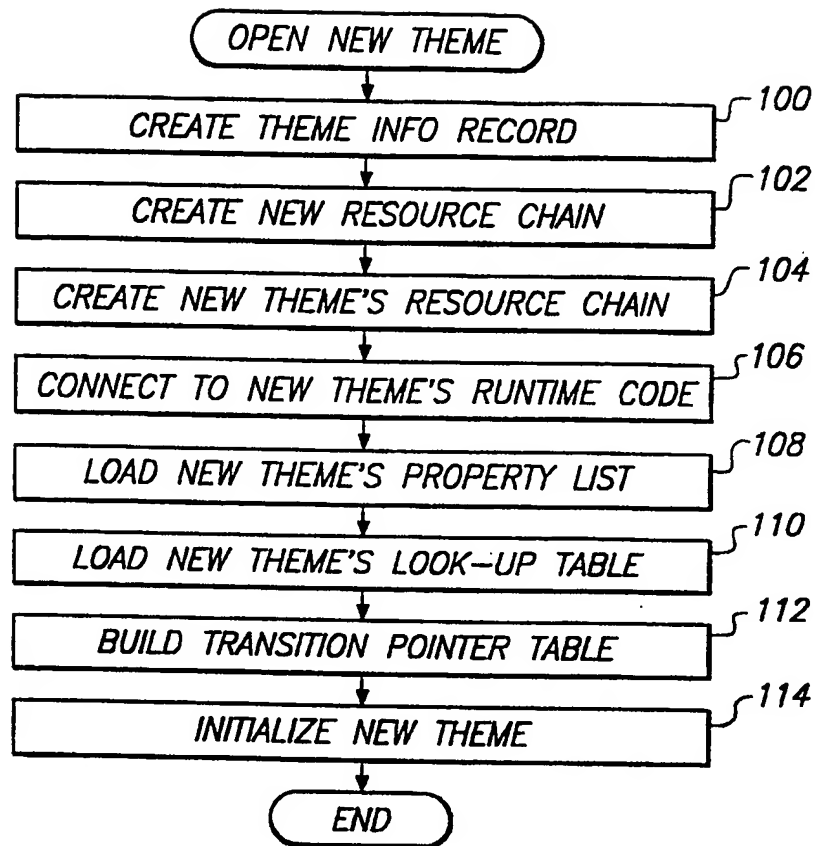 OPEN NEW THEME
100
CREATE THEME INFO RECORD
102
CREATE NEW RESOURCE CHAIN
104
CREATE NEW THEME'S RESOURCE CHAIN
106
CONNECT TO NEW THEME'S RUNTIME CODE
108
LOAD NEW THEME'S PROPERTY LIST
110
LOAD NEW THEME'S LOOK-UP TABLE
112
BUILD TRANSITION POINTER TABLE
114
INITIALIZE NEW THEME
END